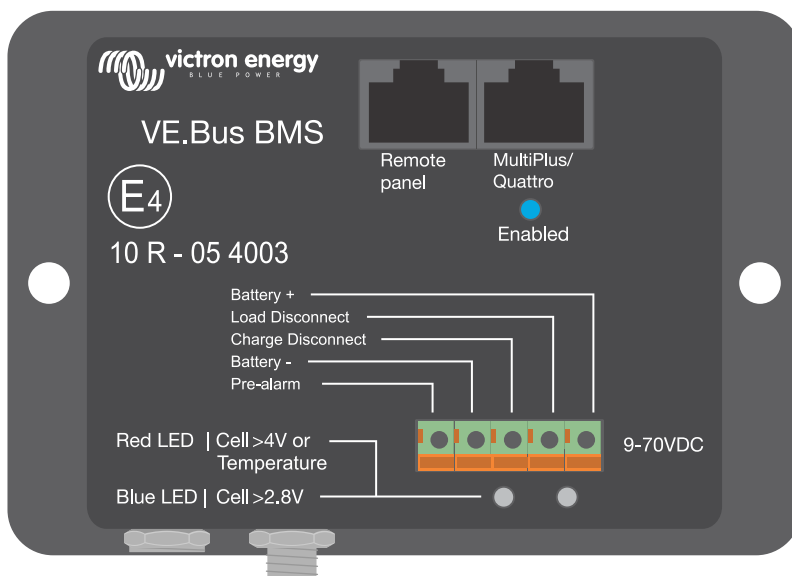 victron energy
BLUE POWER
VE.Bus BMS
Remote
panel
MultiPlus/
Quattro
Enabled
E4
10 R - 05 4003
Battery +
Load Disconnect
Charge Disconnect
Battery -
Pre-alarm
Red LED | Cell >4V or
Temperature
Blue LED | Cell >2.8V
9-70VDC